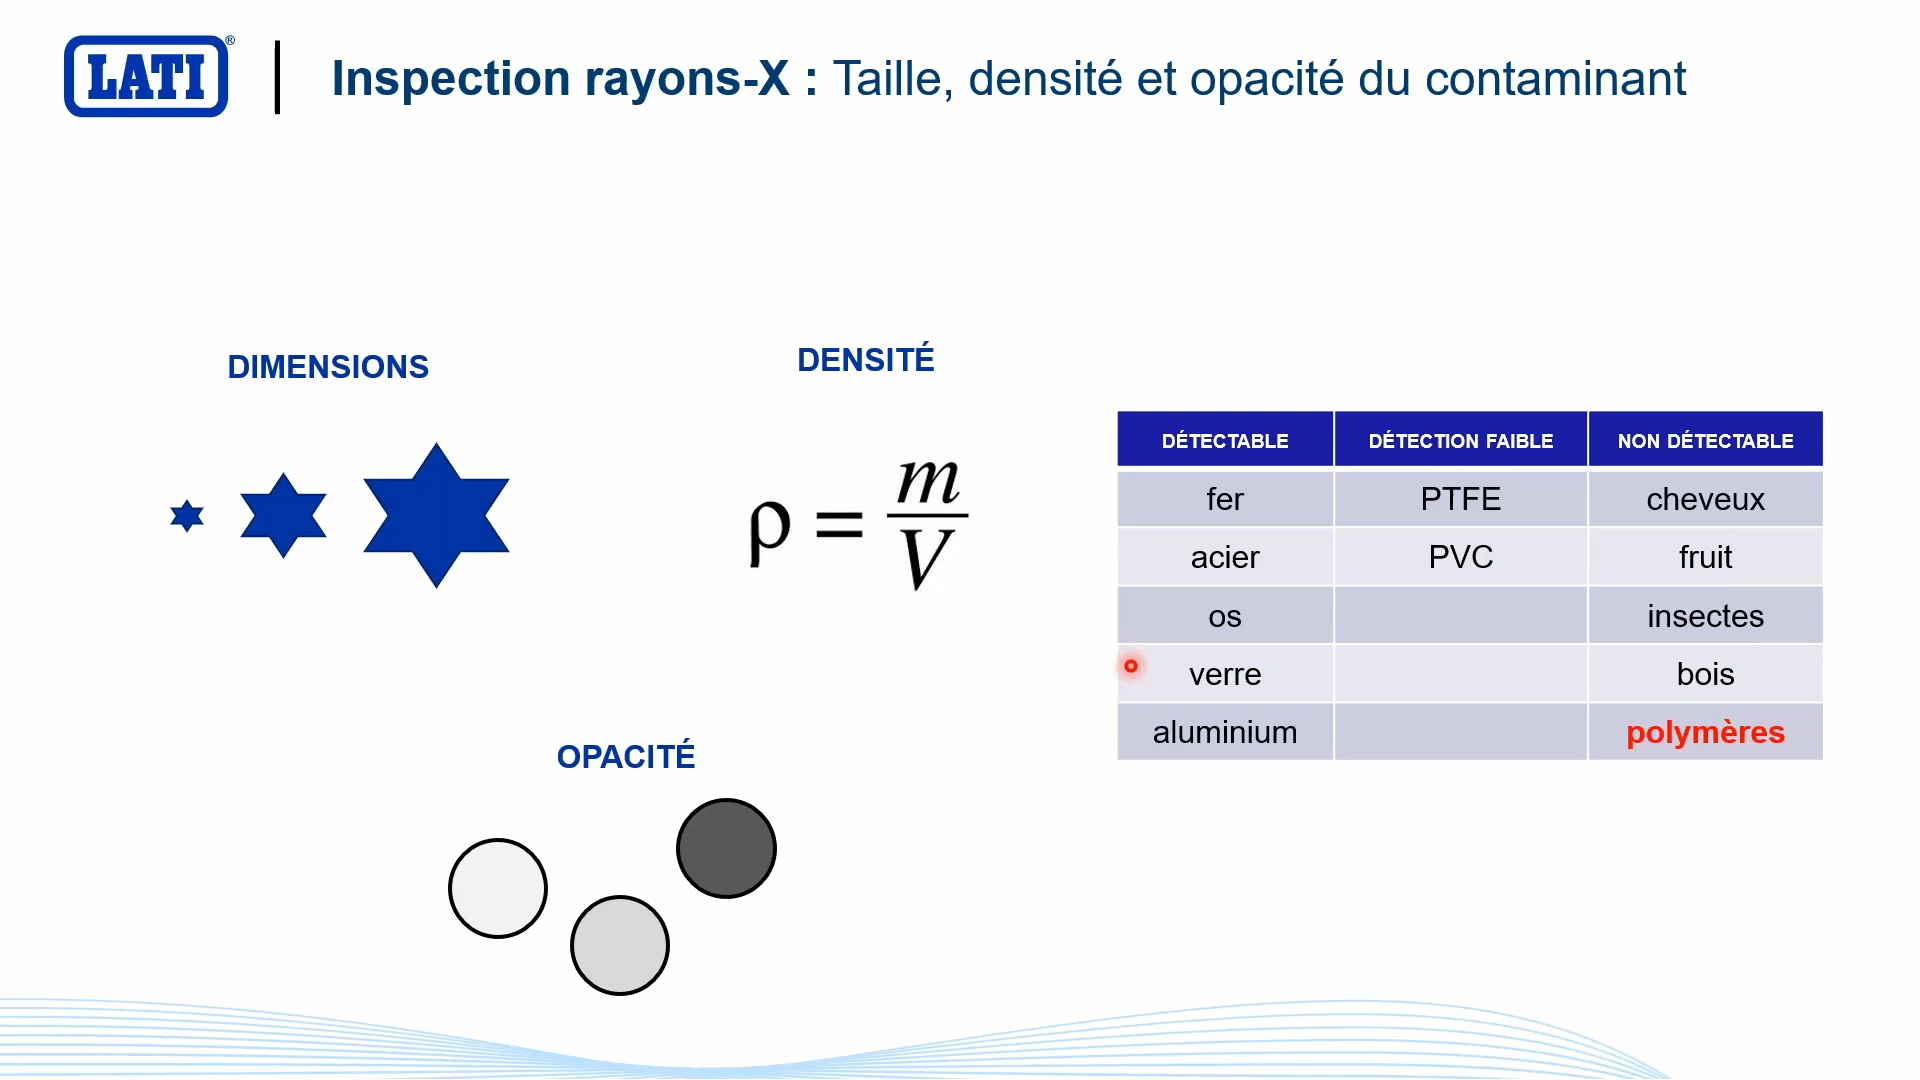 LATI®
Inspection rayons-X : Taille, densité et opacité du contaminant
DIMENSIONS
DENSITÉ
ρ = m/V
OPACITÉ
DÉTECTABLE DÉTECTION FAIBLE NON DÉTECTABLE
fer PTFE cheveux
acier PVC fruit
os insectes
verre bois
aluminium polymères